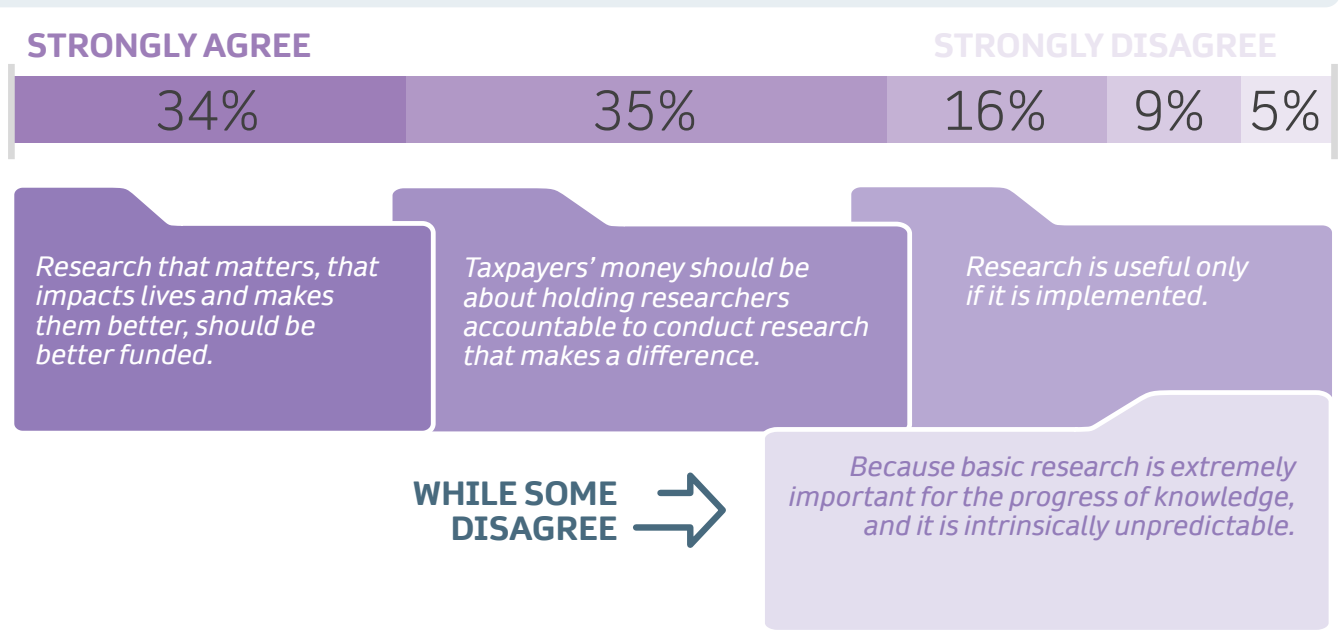 STRONGLY AGREE
STRONGLY DISAGREE
34%
35%
16%
9%
5%
Research that matters, that
impacts lives and makes
them better, should be
better funded.
Taxpayers’ money should be
about holding researchers
accountable to conduct research
that makes a difference.
Research is useful only
if it is implemented.
WHILE SOME
DISAGREE
Because basic research is extremely
important for the progress of knowledge,
and it is intrinsically unpredictable.